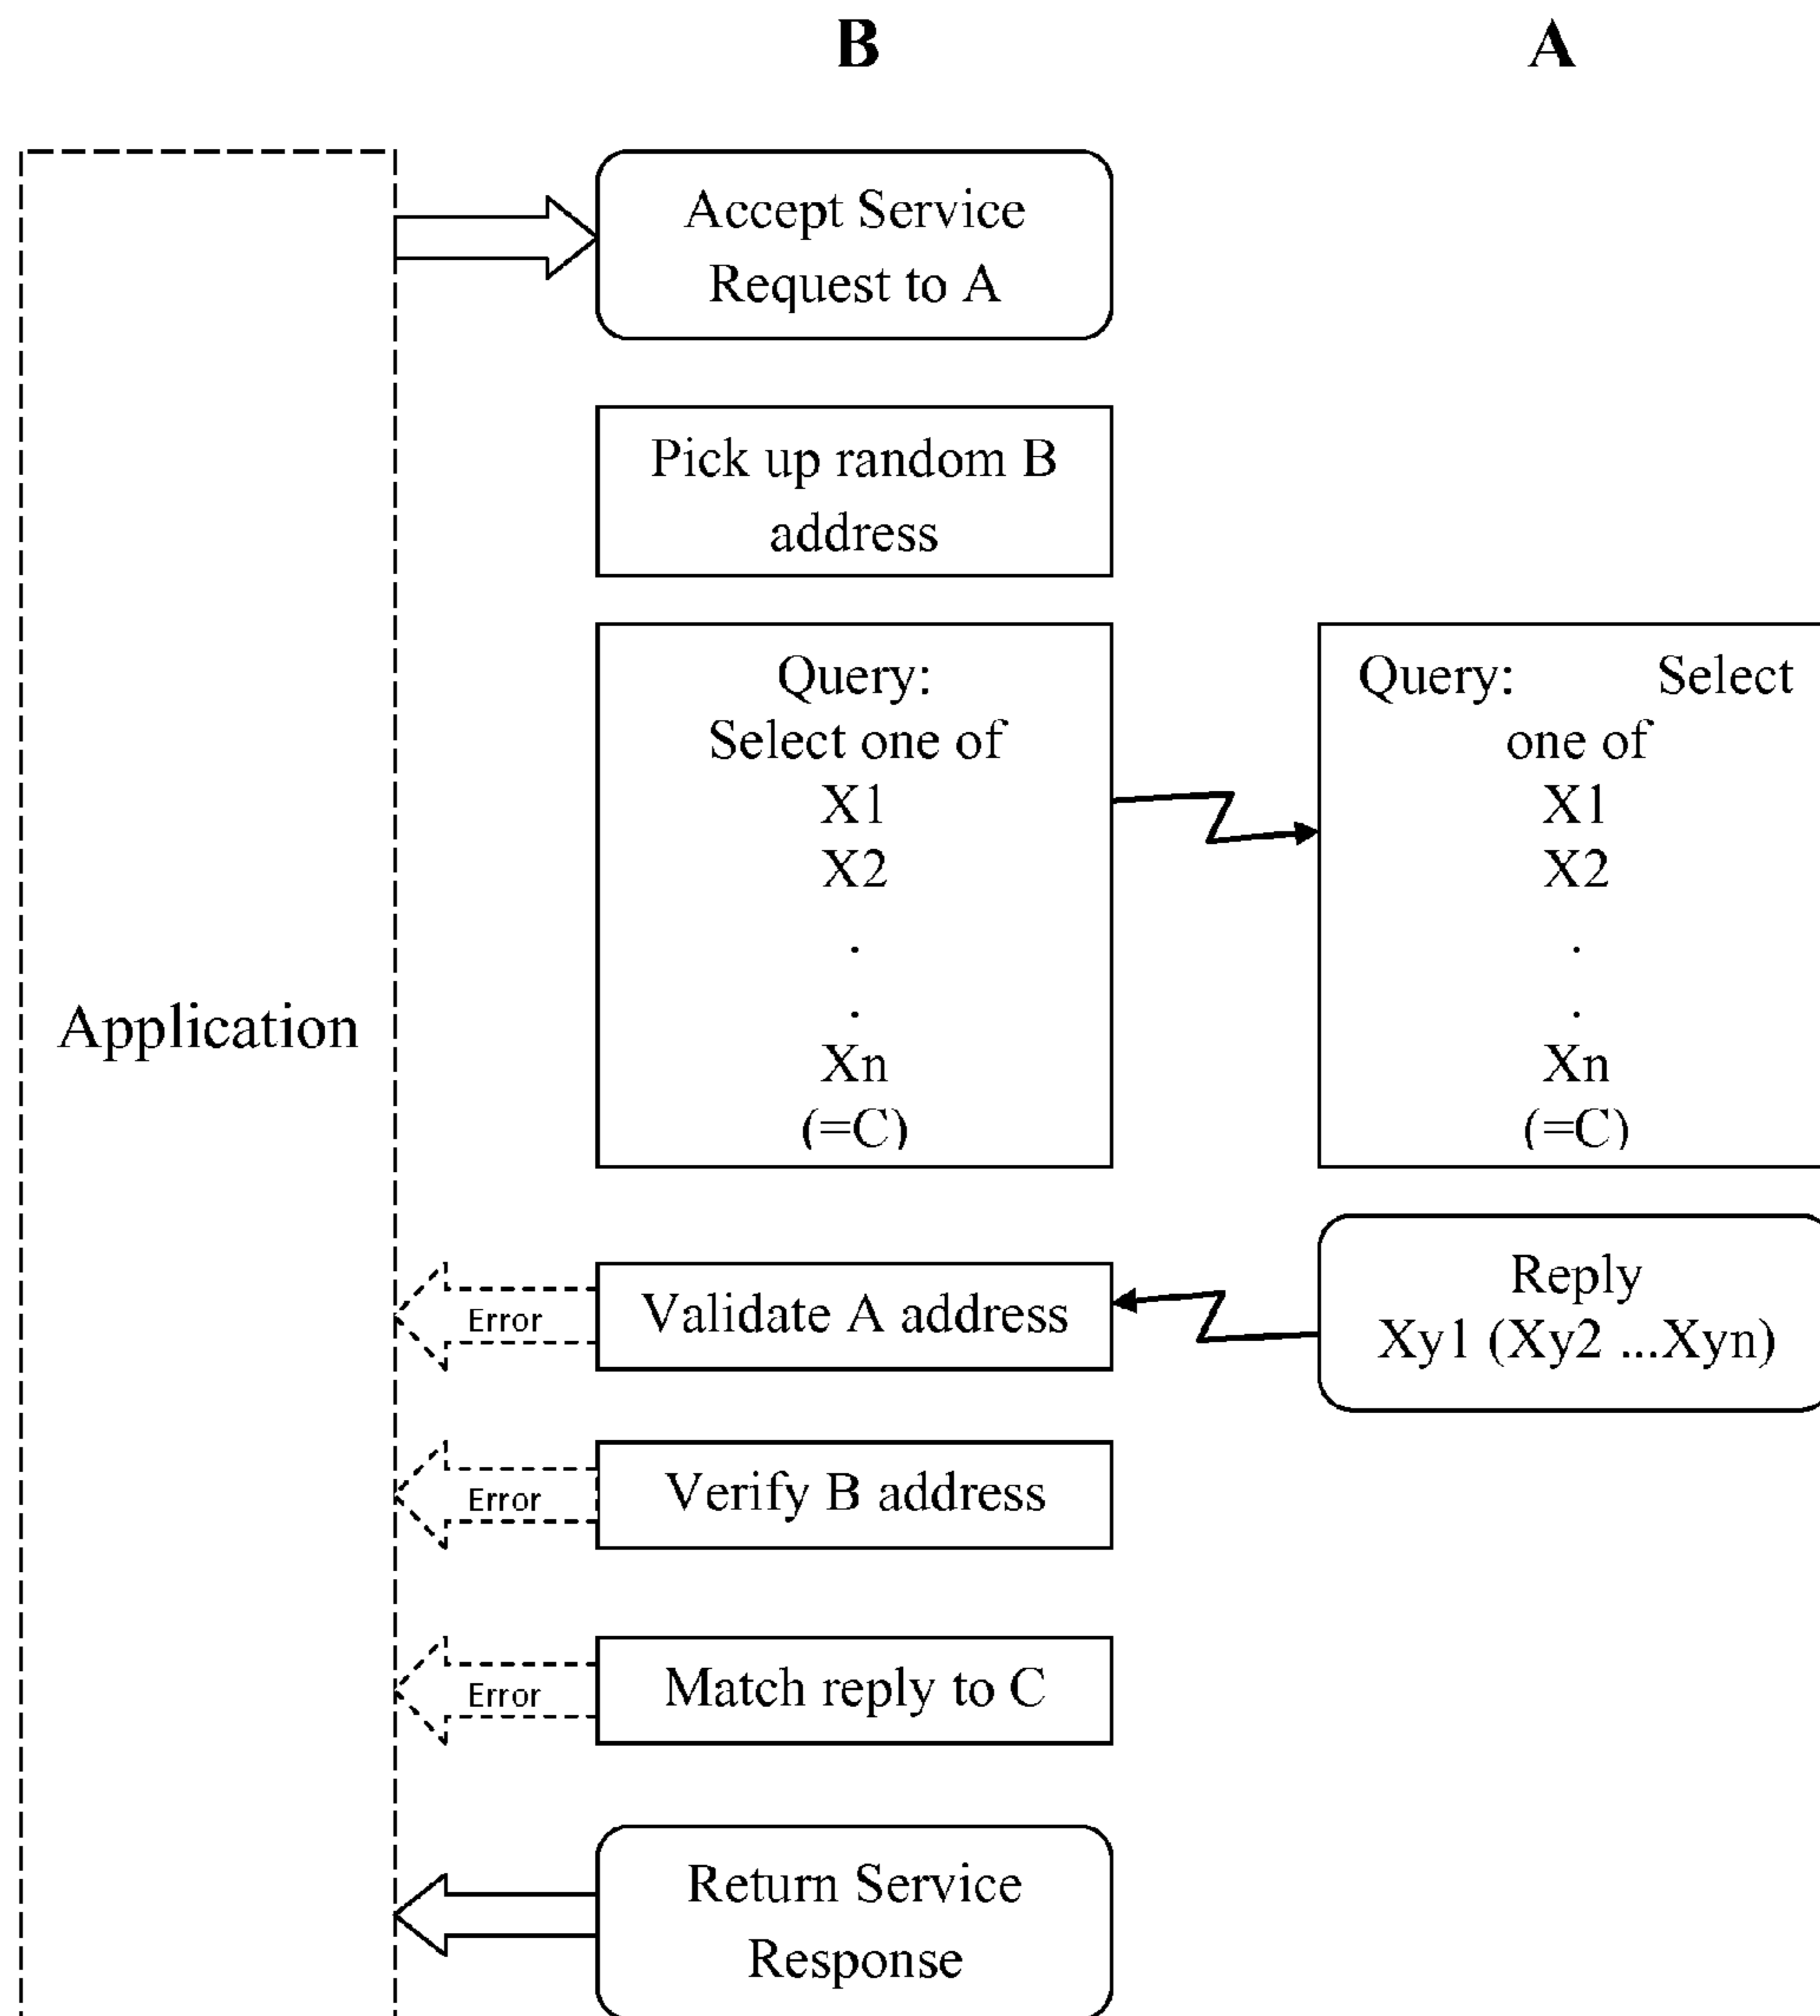 B
A
Accept Service
Request to A
Pick up random B
address
Query:
Select one of
X1
X2
.
.
Xn
(=C)
Query: Select
one of
X1
X2
.
.
Xn
(=C)
Application
Reply
Xy1 (Xy2 ...Xyn)
Error
Validate A address
Error
Verify B address
Error
Match reply to C
Return Service
Response